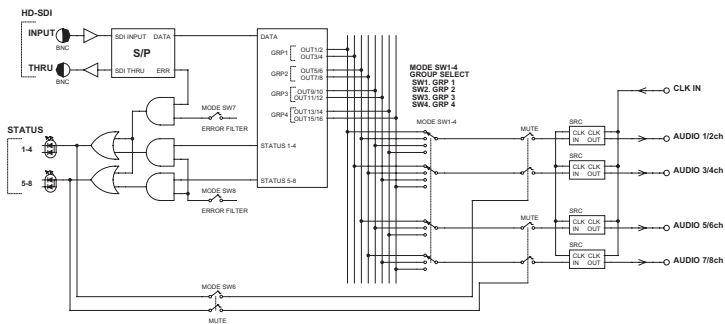 HD-SDI
INPUT
BNC
THRU
BNC
SDI INPUT DATA
S/P
SDI THRU ERR
DATA
GRP1 OUT1/2
OUT3/4
GRP2 OUT5/6
OUT7/8
GRP3 OUT9/10
OUT11/12
GRP4 OUT13/14
OUT15/16
STATUS 1-4
STATUS 5-8
MODE SW7
ERROR FILTER
MODE SW8
ERROR FILTER
STATUS
1-4
5-8
MODE SW1-4
GROUP SELECT
SW1. GRP 1
SW2. GRP 2
SW3. GRP 3
SW4. GRP 4
MODE SW1-4
MUTE
MUTE
MODE SW6
MUTE
CLK IN
SRC
CLK CLK
IN OUT
AUDIO 1/2ch
SRC
CLK CLK
IN OUT
AUDIO 3/4ch
SRC
CLK CLK
IN OUT
AUDIO 5/6ch
SRC
CLK CLK
IN OUT
AUDIO 7/8ch